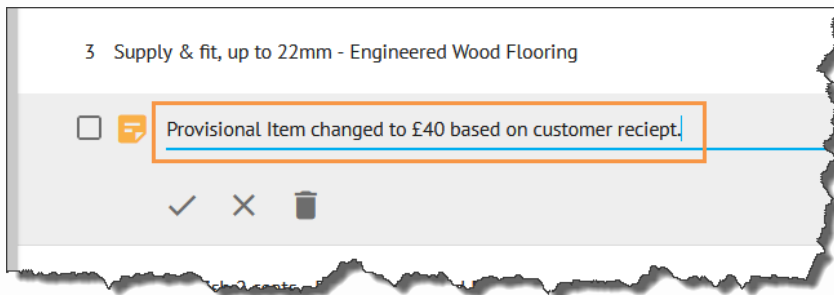 3 Supply & fit, up to 22mm - Engineered Wood Flooring
Provisional Item changed to £40 based on customer reciept.